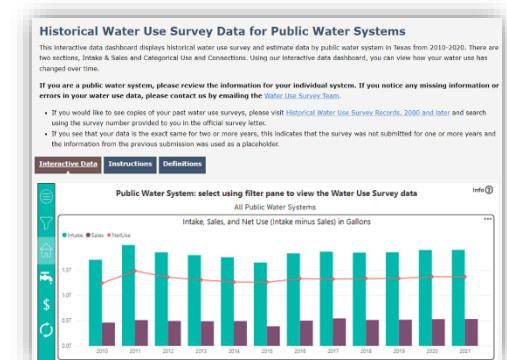 Historical Water Use Survey Data for Public Water Systems
This interactive data dashboard displays historical water use survey and estimate data by public water system in Texas from 2010-2020. There are
two sections, Intake & Sales and Categorical Use and Connections. Using our interactive data dashboard, you can view how your water use has
changed over time.
If you are a public water system, please review the information for your individual system. If you notice any missing information or
errors in your water use data, please contact us by emailing the Water Use Survey Team.
• If you would like to see copies of your past water use surveys, please visit Historical Water Use Survey Records, 2000 and later and search
using the survey number provided to you in the official survey letter.
• If you see that your data is the exact same for two or more years, this indicates that the survey was not submitted for one or more years and
the information from the previous submission was used as a placeholder.
Interactive Data Instructions Definitions
Public Water System: select using filter pane to view the Water Use Survey data
Info ?
All Public Water Systems
Intake, Sales, and Net Use (Intake minus Sales) in Gallons
Intake Sales NetUse
1.5T
1.0T
0.5T
0.0T
2010 2011 2012 2013 2014 2015 2016 2017 2018 2019 2020 2021
$